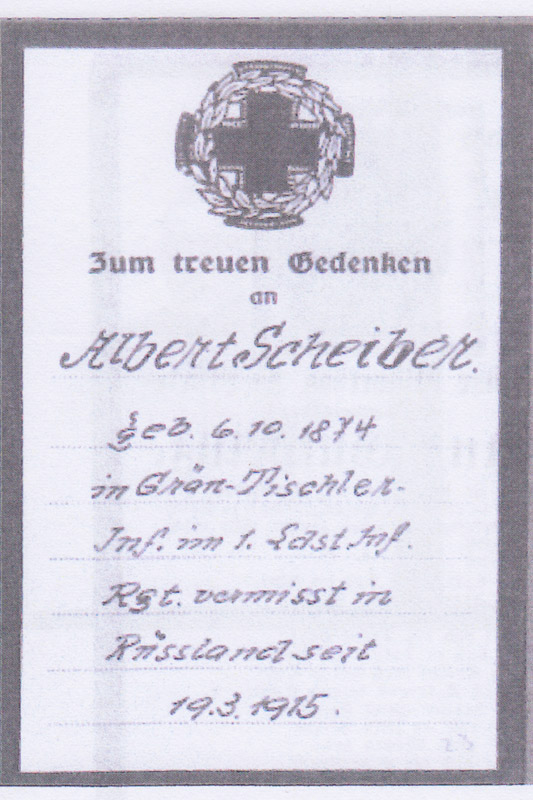 Zum treuen Gedenken
an
Albert Scheiber.
geb. 6.10.1874
in Grän-Tischler-
Inf. im 1. Ldst. Inf.
Rgt. vermisst in
Russland seit
19.3.1915.
23